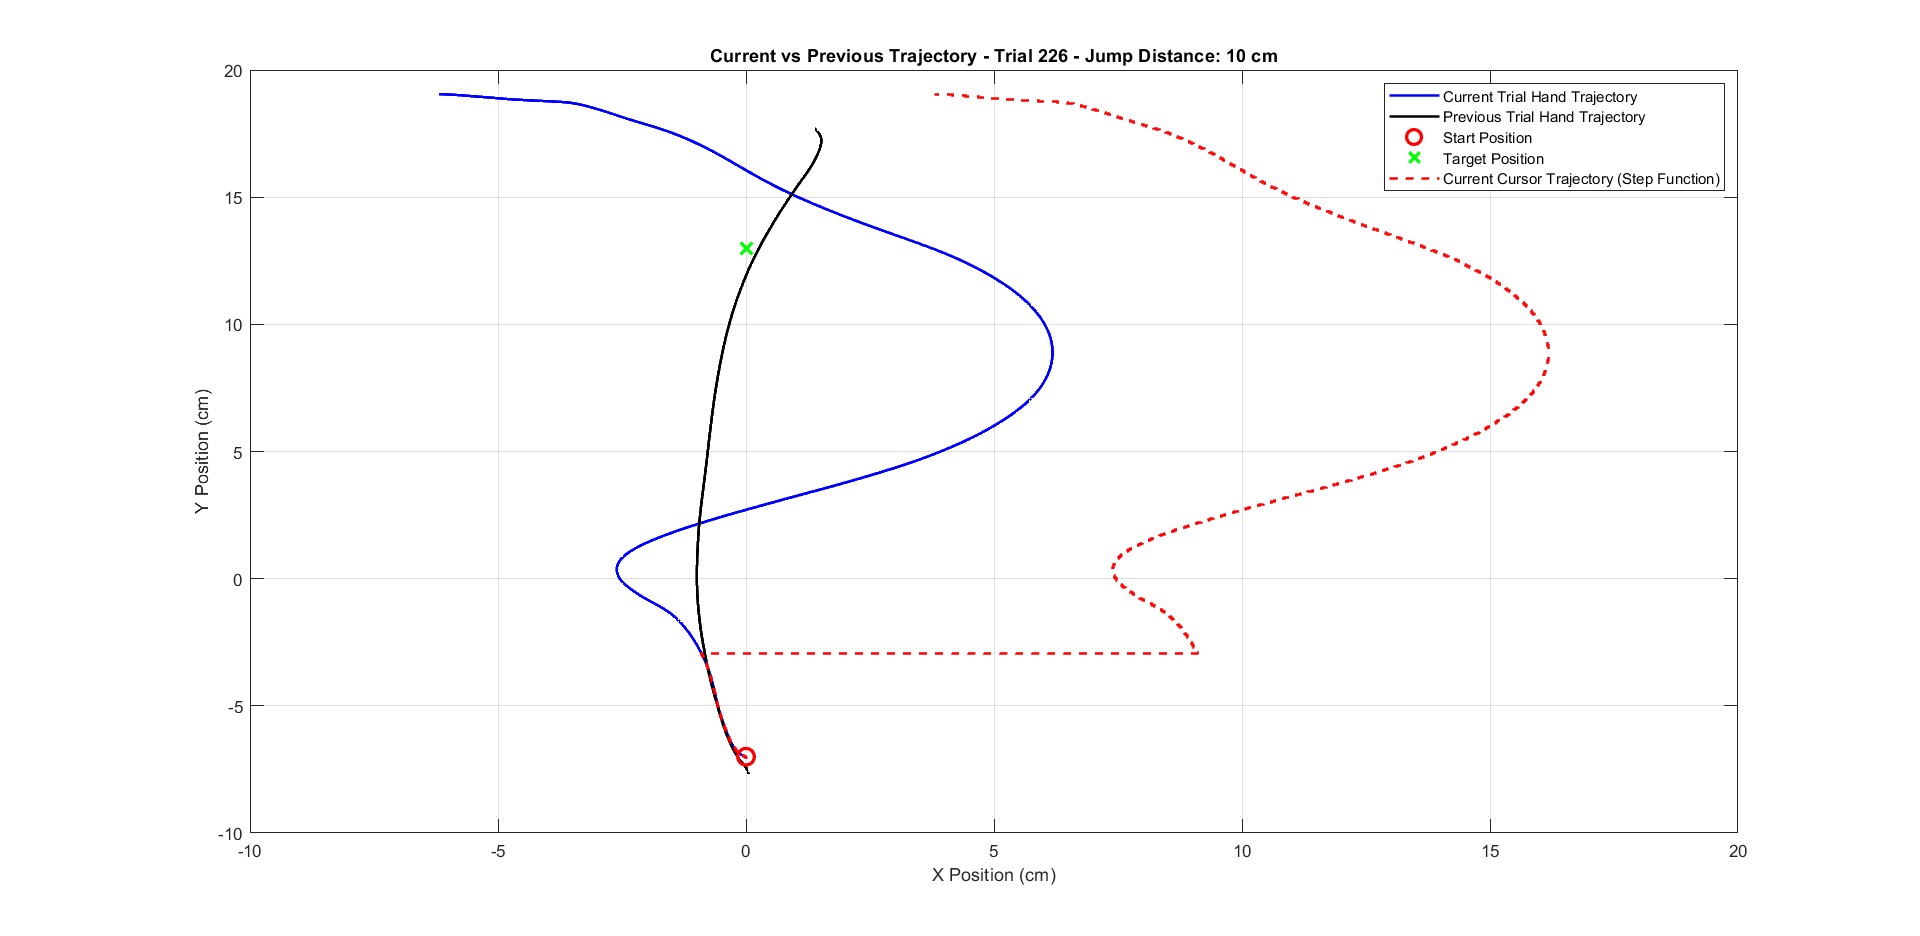 Current vs Previous Trajectory - Trial 226 - Jump Distance: 10 cm
Current Trial Hand Trajectory
Previous Trial Hand Trajectory
Start Position
Target Position
Current Cursor Trajectory (Step Function)
Y Position (cm)
20
15
10
5
0
-5
-10
-10 -5 0 5 10 15 20
X Position (cm)